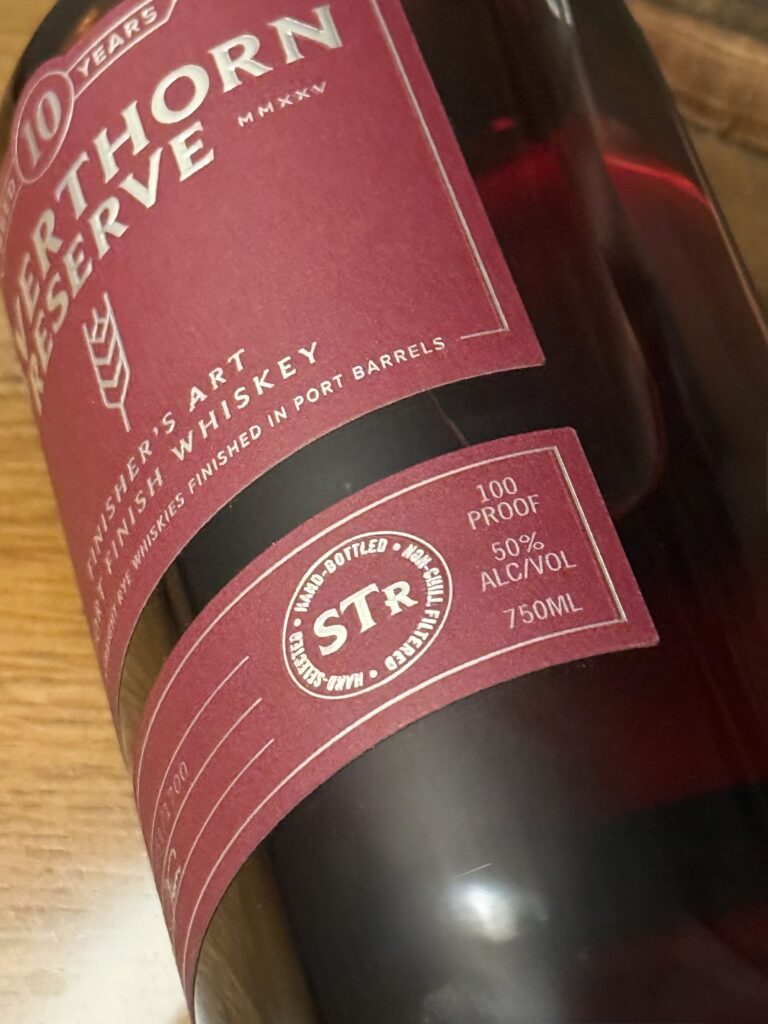 10 YEARS
VERTHORN
RESERVE
MMXXV
FINISHER'S ART
FINISH WHISKEY
RYE WHISKIES FINISHED IN PORT BARRELS
HAND-BOTTLED • NON-CHILL FILTERED • HAND-SELECTED •
STR
100
PROOF
50%
ALC/VOL
750ML